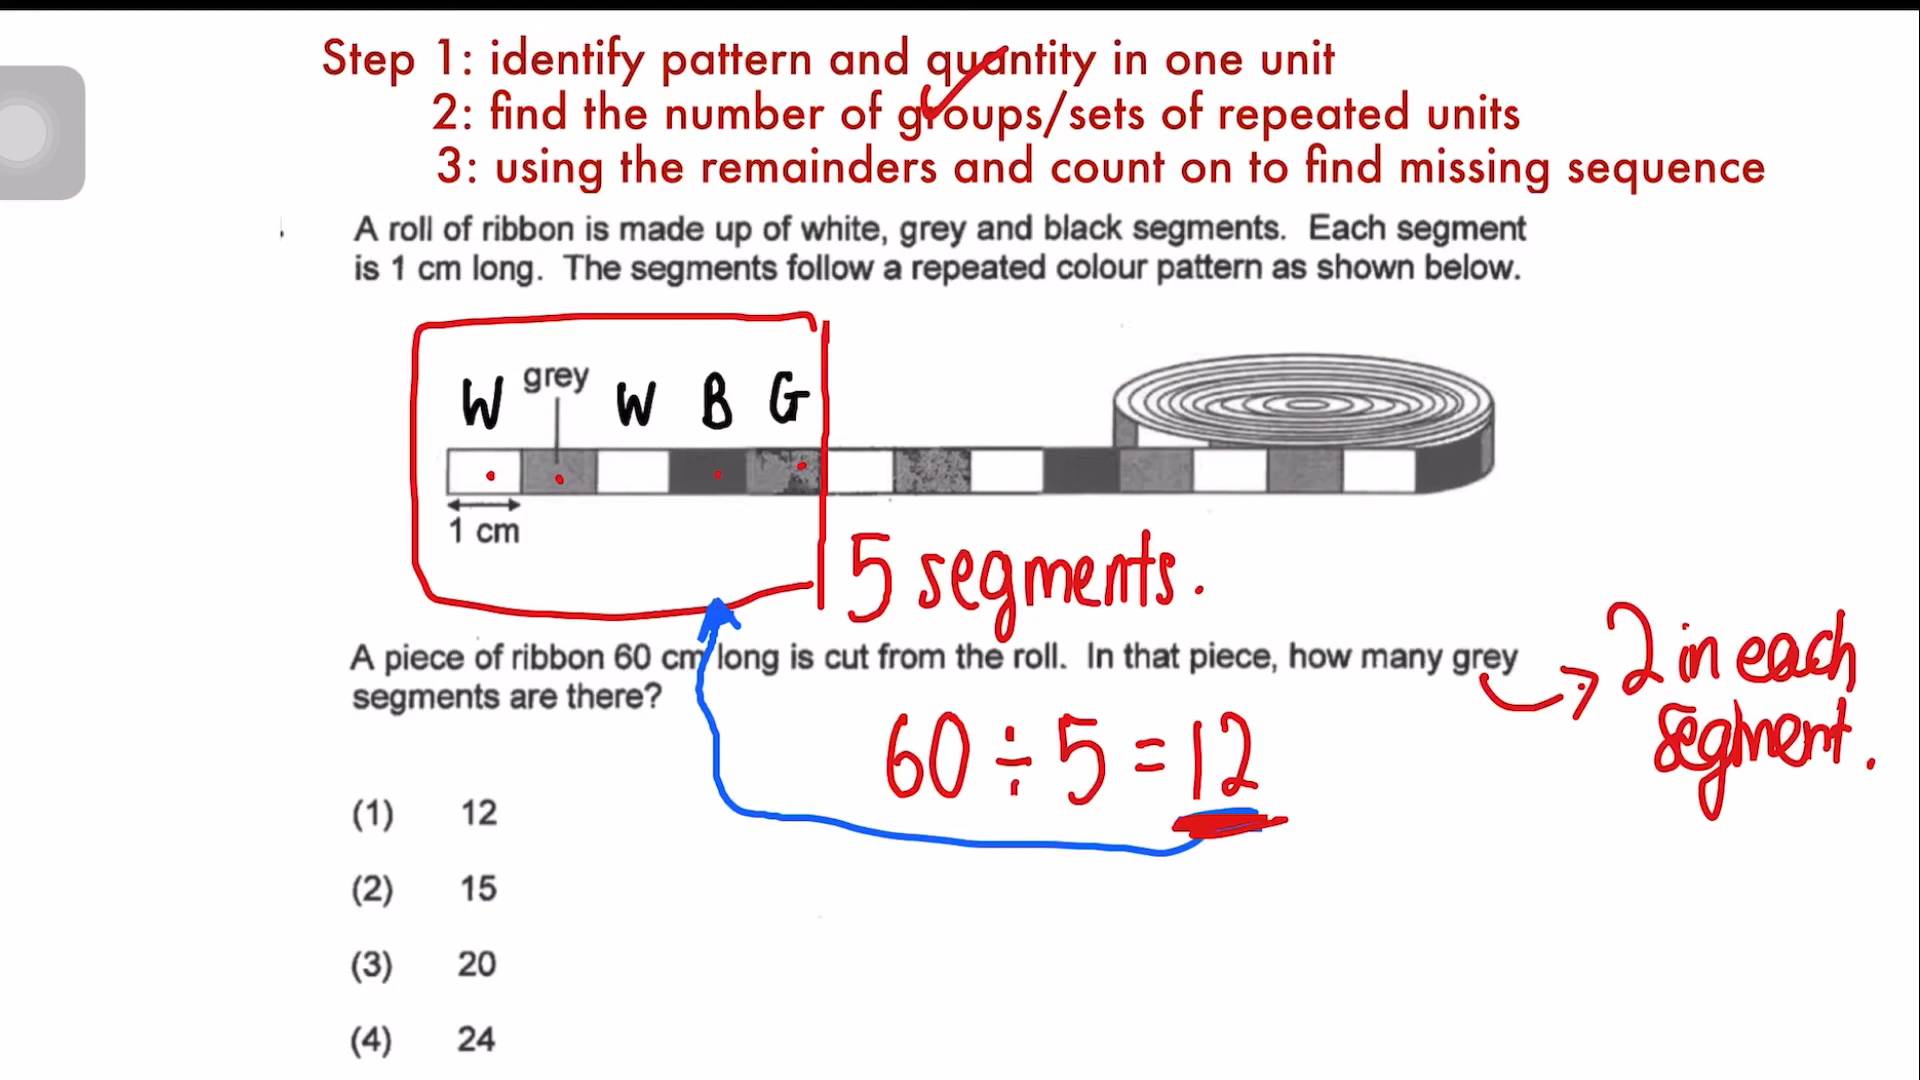 Step 1: identify pattern and quantity in one unit
2: find the number of groups/sets of repeated units
3: using the remainders and count on to find missing sequence
A roll of ribbon is made up of white, grey and black segments. Each segment
is 1 cm long. The segments follow a repeated colour pattern as shown below.
W grey W B G
1 cm
5 segments.
A piece of ribbon 60 cm long is cut from the roll. In that piece, how many grey
segments are there?
2 in each
segment.
60 ÷ 5 = 12
(1) 12
(2) 15
(3) 20
(4) 24